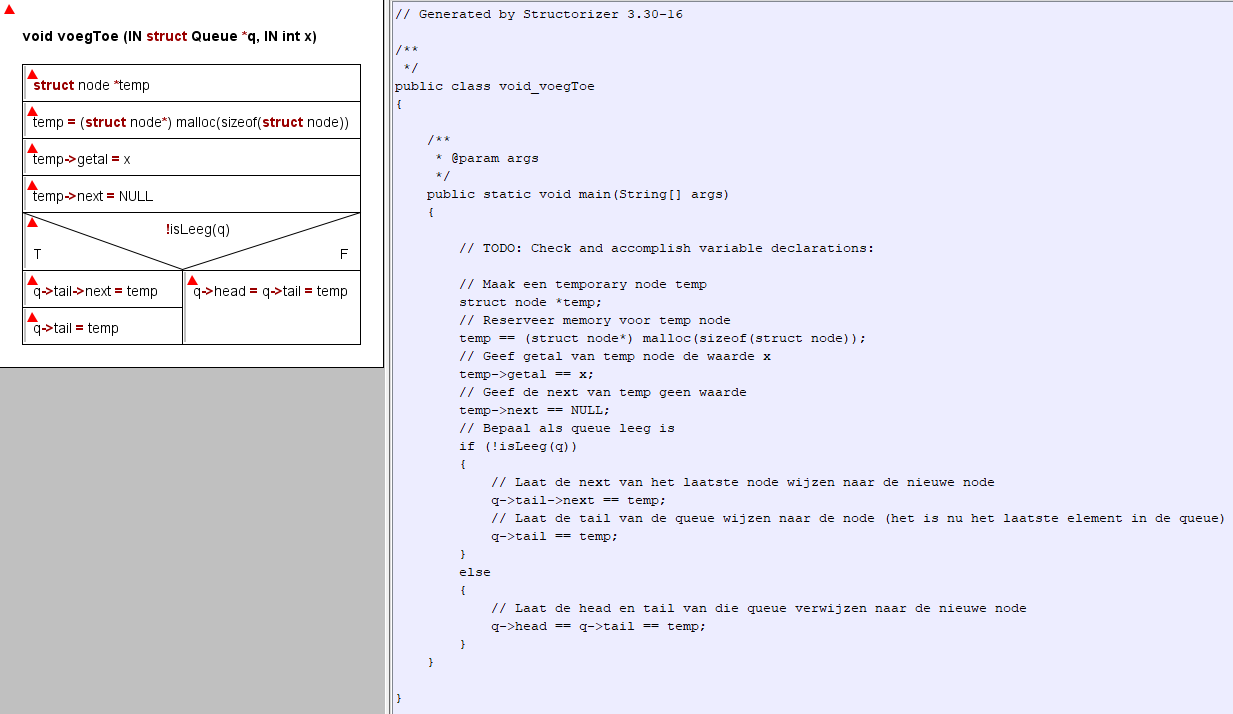 void voegToe (IN struct Queue *q, IN int x)
struct node *temp
temp = (struct node*) malloc(sizeof(struct node))
temp->getal = x
temp->next = NULL
!isLeeg(q)
T
F
q->tail->next = temp
q->head = q->tail = temp
q->tail = temp
// Generated by Structorizer 3.30-16
/**
*/
public class void_voegToe
{
/**
* @param args
*/
public static void main(String[] args)
{
// TODO: Check and accomplish variable declarations:
// Maak een temporary node temp
struct node *temp;
// Reserveer memory voor temp node
temp == (struct node*) malloc(sizeof(struct node));
// Geef getal van temp node de waarde x
temp->getal == x;
// Geef de next van temp geen waarde
temp->next == NULL;
// Bepaal als queue leeg is
if (!isLeeg(q))
{
// Laat de next van het laatste node wijzen naar de nieuwe node
q->tail->next == temp;
// Laat de tail van de queue wijzen naar de node (het is nu het laatste element in de queue)
q->tail == temp;
}
else
{
// Laat de head en tail van die queue verwijzen naar de nieuwe node
q->head == q->tail == temp;
}
}
}